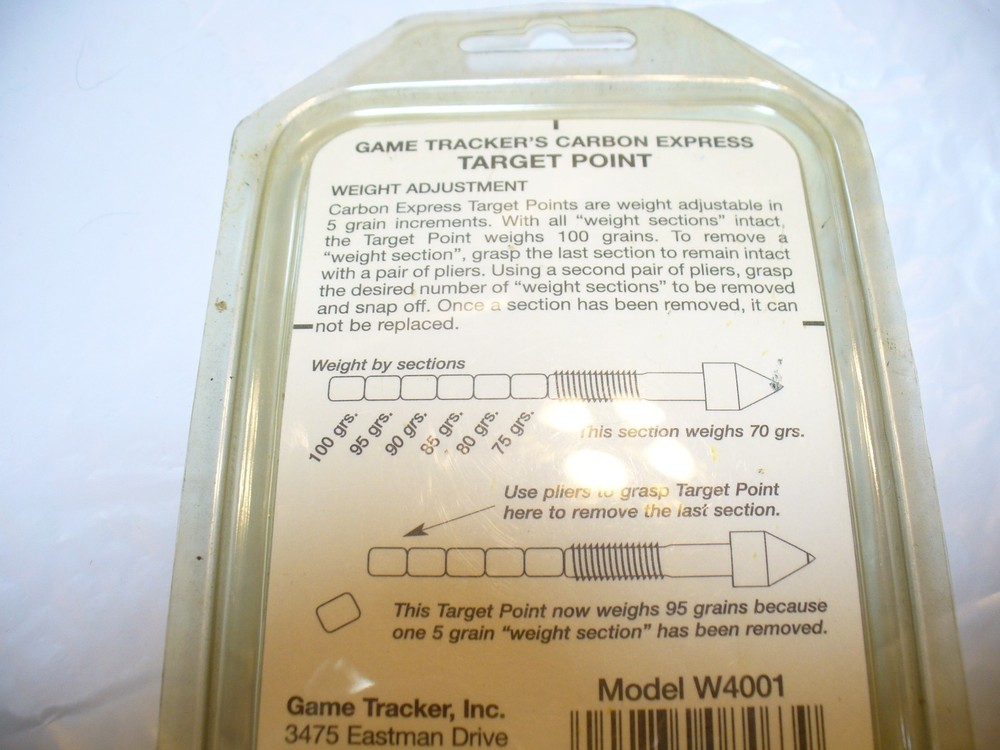 GAME TRACKER'S CARBON EXPRESS
TARGET POINT
WEIGHT ADJUSTMENT
Carbon Express Target Points are weight adjustable in
5 grain increments. With all "weight sections" intact,
the Target Point weighs 100 grains. To remove a
"weight section", grasp the last section to remain intact
with a pair of pliers. Using a second pair of pliers, grasp
the desired number of "weight sections" to be removed
and snap off. Once a section has been removed, it can
not be replaced.
Weight by sections
100 grs.
95 grs.
90 grs.
85 grs.
80 grs.
75 grs.
This section weighs 70 grs.
Use pliers to grasp Target Point
here to remove the last section.
This Target Point now weighs 95 grains because
one 5 grain "weight section" has been removed.
Model W4001
Game Tracker, Inc.
3475 Eastman Drive